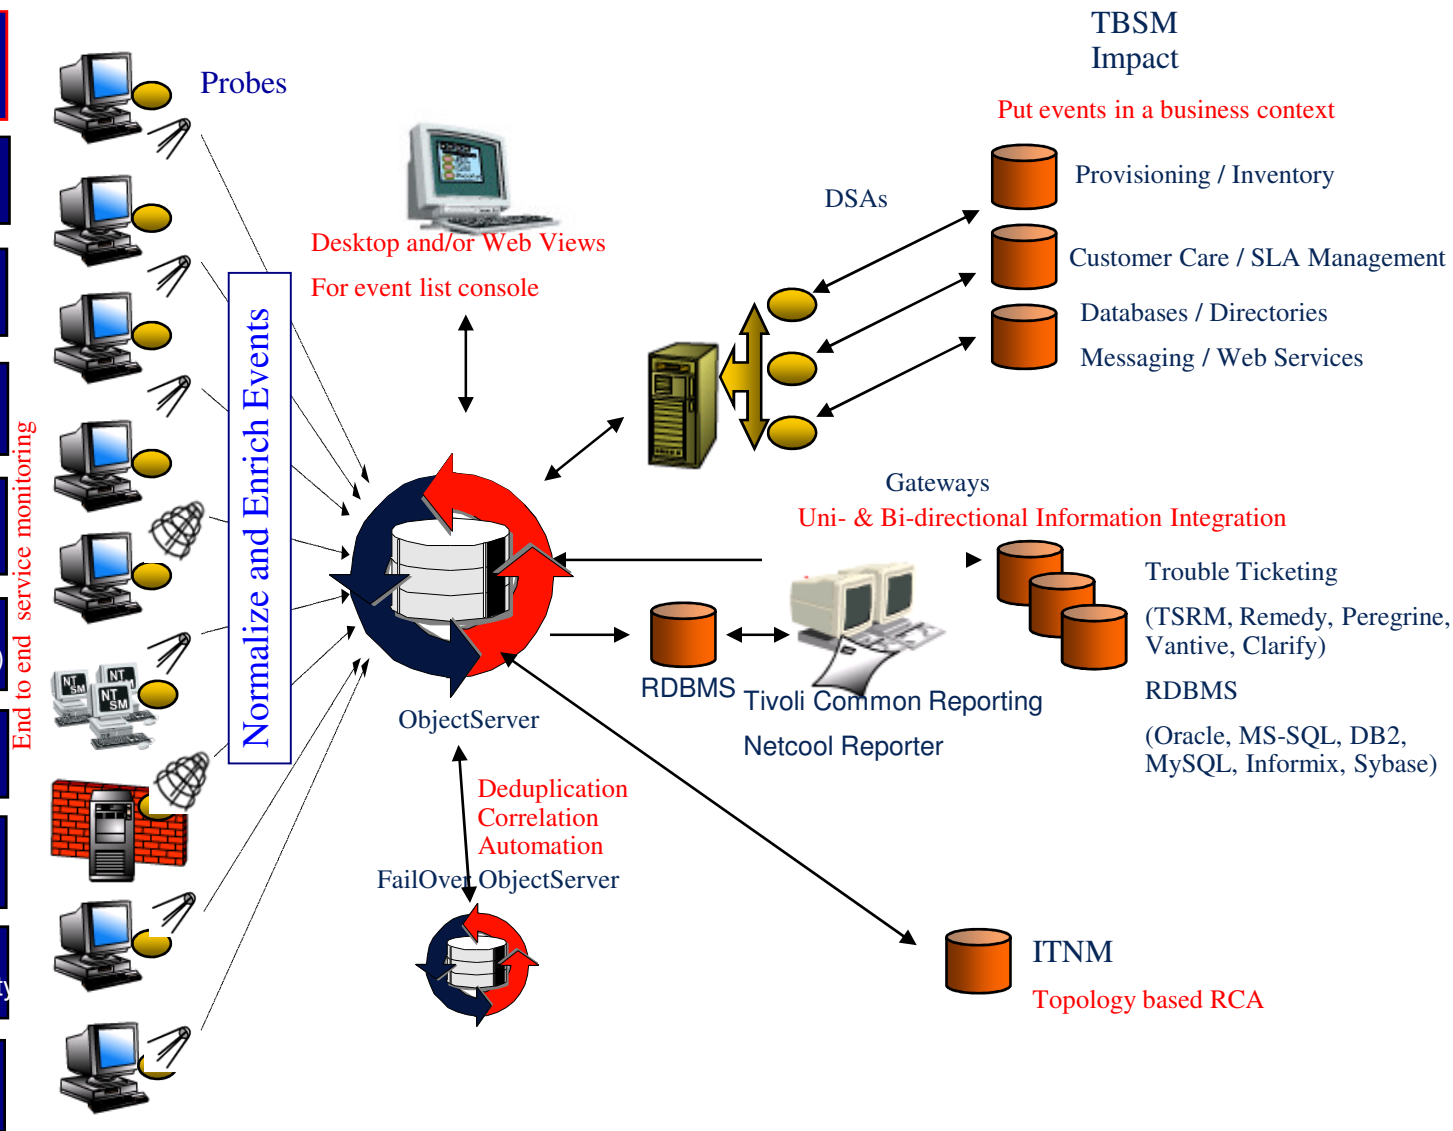 TBSM
Impact
Put events in a business context
Probes
Provisioning / Inventory
DSAs
Customer Care / SLA Management
Databases / Directories
Messaging / Web Services
Desktop and/or Web Views
For event list console
Normalize and Enrich Events
End to end service monitoring
Gateways
Uni- & Bi-directional Information Integration
Trouble Ticketing
(TSRM, Remedy, Peregrine,
Vantive, Clarify)
RDBMS
(Oracle, MS-SQL, DB2,
MySQL, Informix, Sybase)
RDBMS
Tivoli Common Reporting
Netcool Reporter
NT
SM
NT
SM
NT
SM
ObjectServer
Deduplication
Correlation
Automation
FailOver ObjectServer
ITNM
Topology based RCA
)